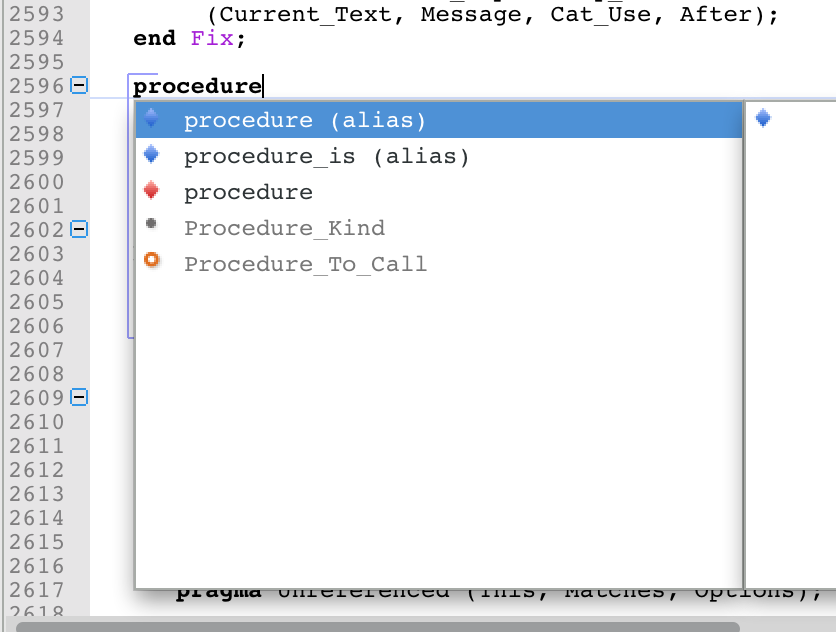 2593 (Current_Text, Message, Cat_Use, After);
2594 end Fix;
2595
2596 procedure
2597 procedure (alias)
2598 procedure_is (alias)
2599 procedure
2600
2601 Procedure_Kind
2602
2603 Procedure_To_Call
2604
2605
2606
2607
2608
2609
2610
2611
2612
2613
2614
2615
2616
2617 pragma Unreferenced (This, Matches, Options);
2618